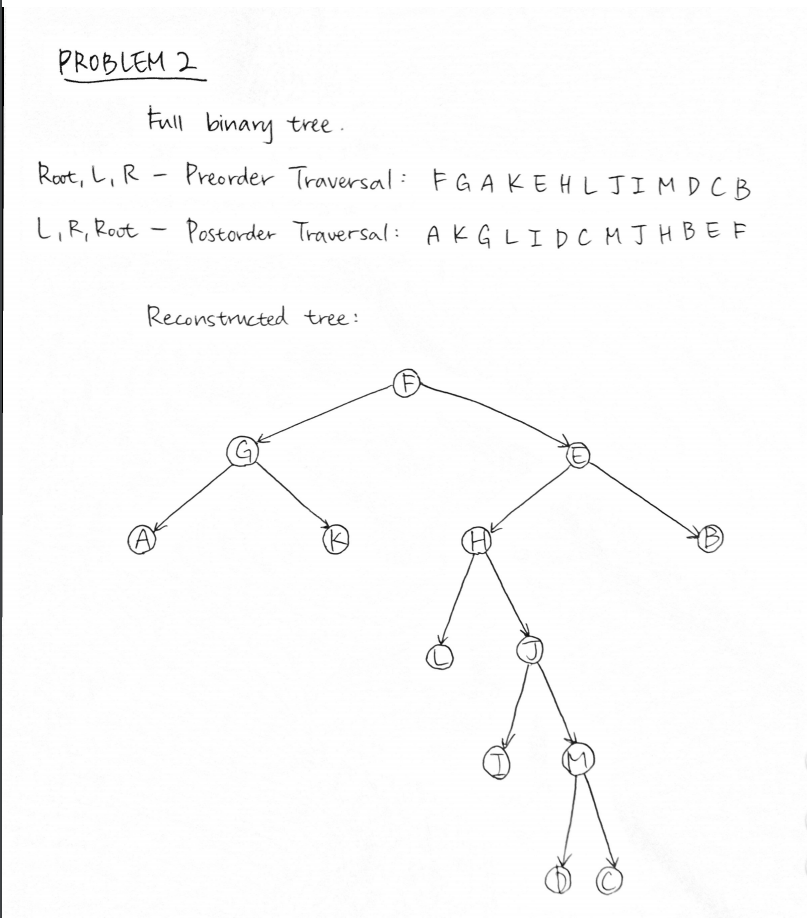 PROBLEM 2
Full binary tree.
Root, L, R - Preorder Traversal: F G A K E H L J I M D C B
L, R, Root - Postorder Traversal: A K G L I D C M J H B E F
Reconstructed tree:
F
G E
A K H B
L J
I M
D C